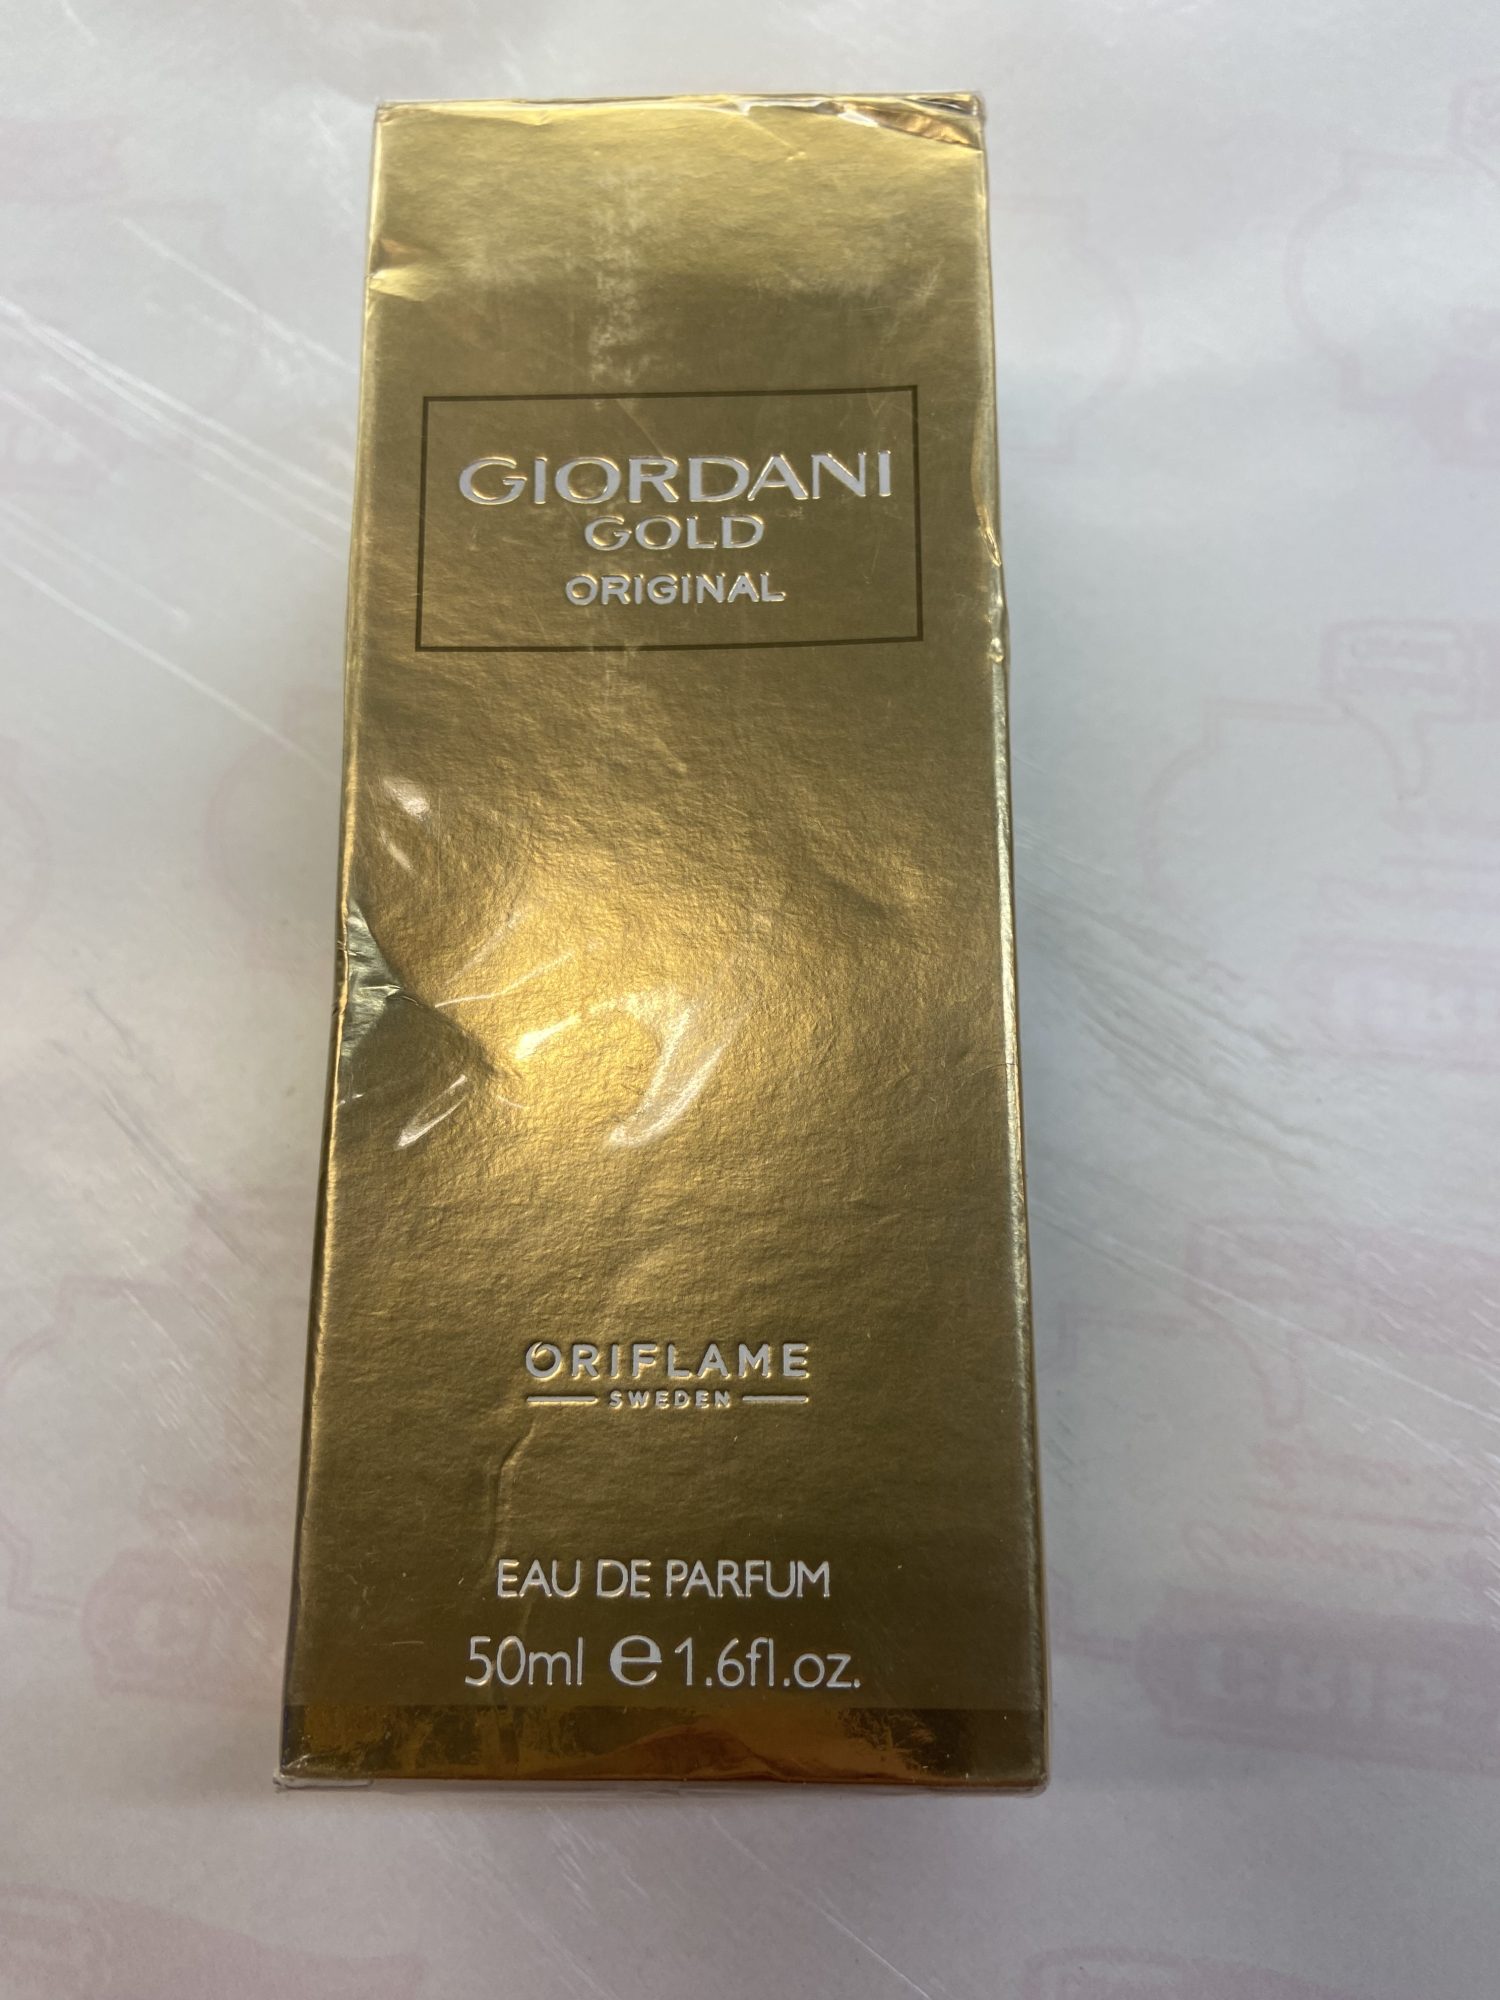 GIORDANI
GOLD
ORIGINAL
ORIFLAME
SWEDEN
EAU DE PARFUM
50ml e 1.6fl.oz.